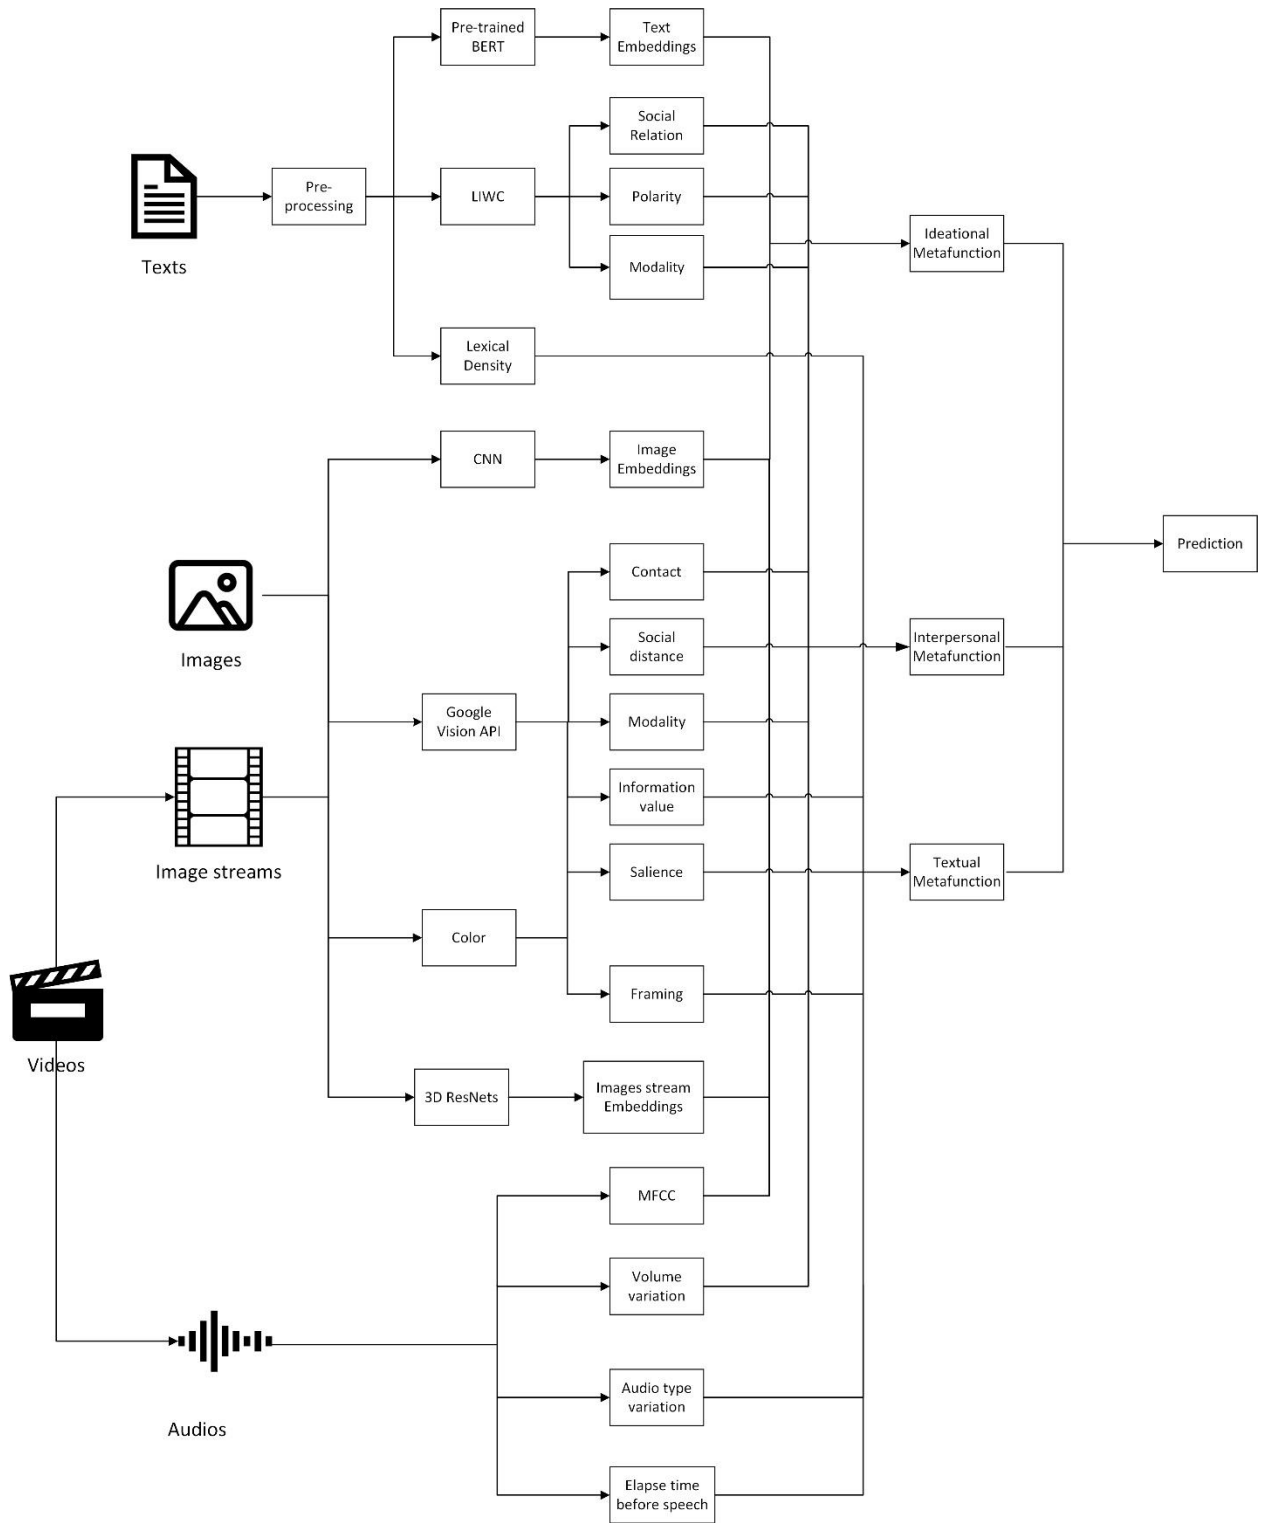 Pre-trained
BERT
Text
Embeddings
Social
Relation
Pre-
processing
LIWC
Polarity
Texts
Modality
Ideational
Metafunction
Lexical
Density
CNN
Image
Embeddings
Prediction
Contact
Images
Social
distance
Interpersonal
Metafunction
Google
Vision API
Modality
Information
value
Image streams
Salience
Textual
Metafunction
Color
Framing
Videos
3D ResNets
Images stream
Embeddings
MFCC
Volume
variation
Audio type
variation
Audios
Elapse time
before speech